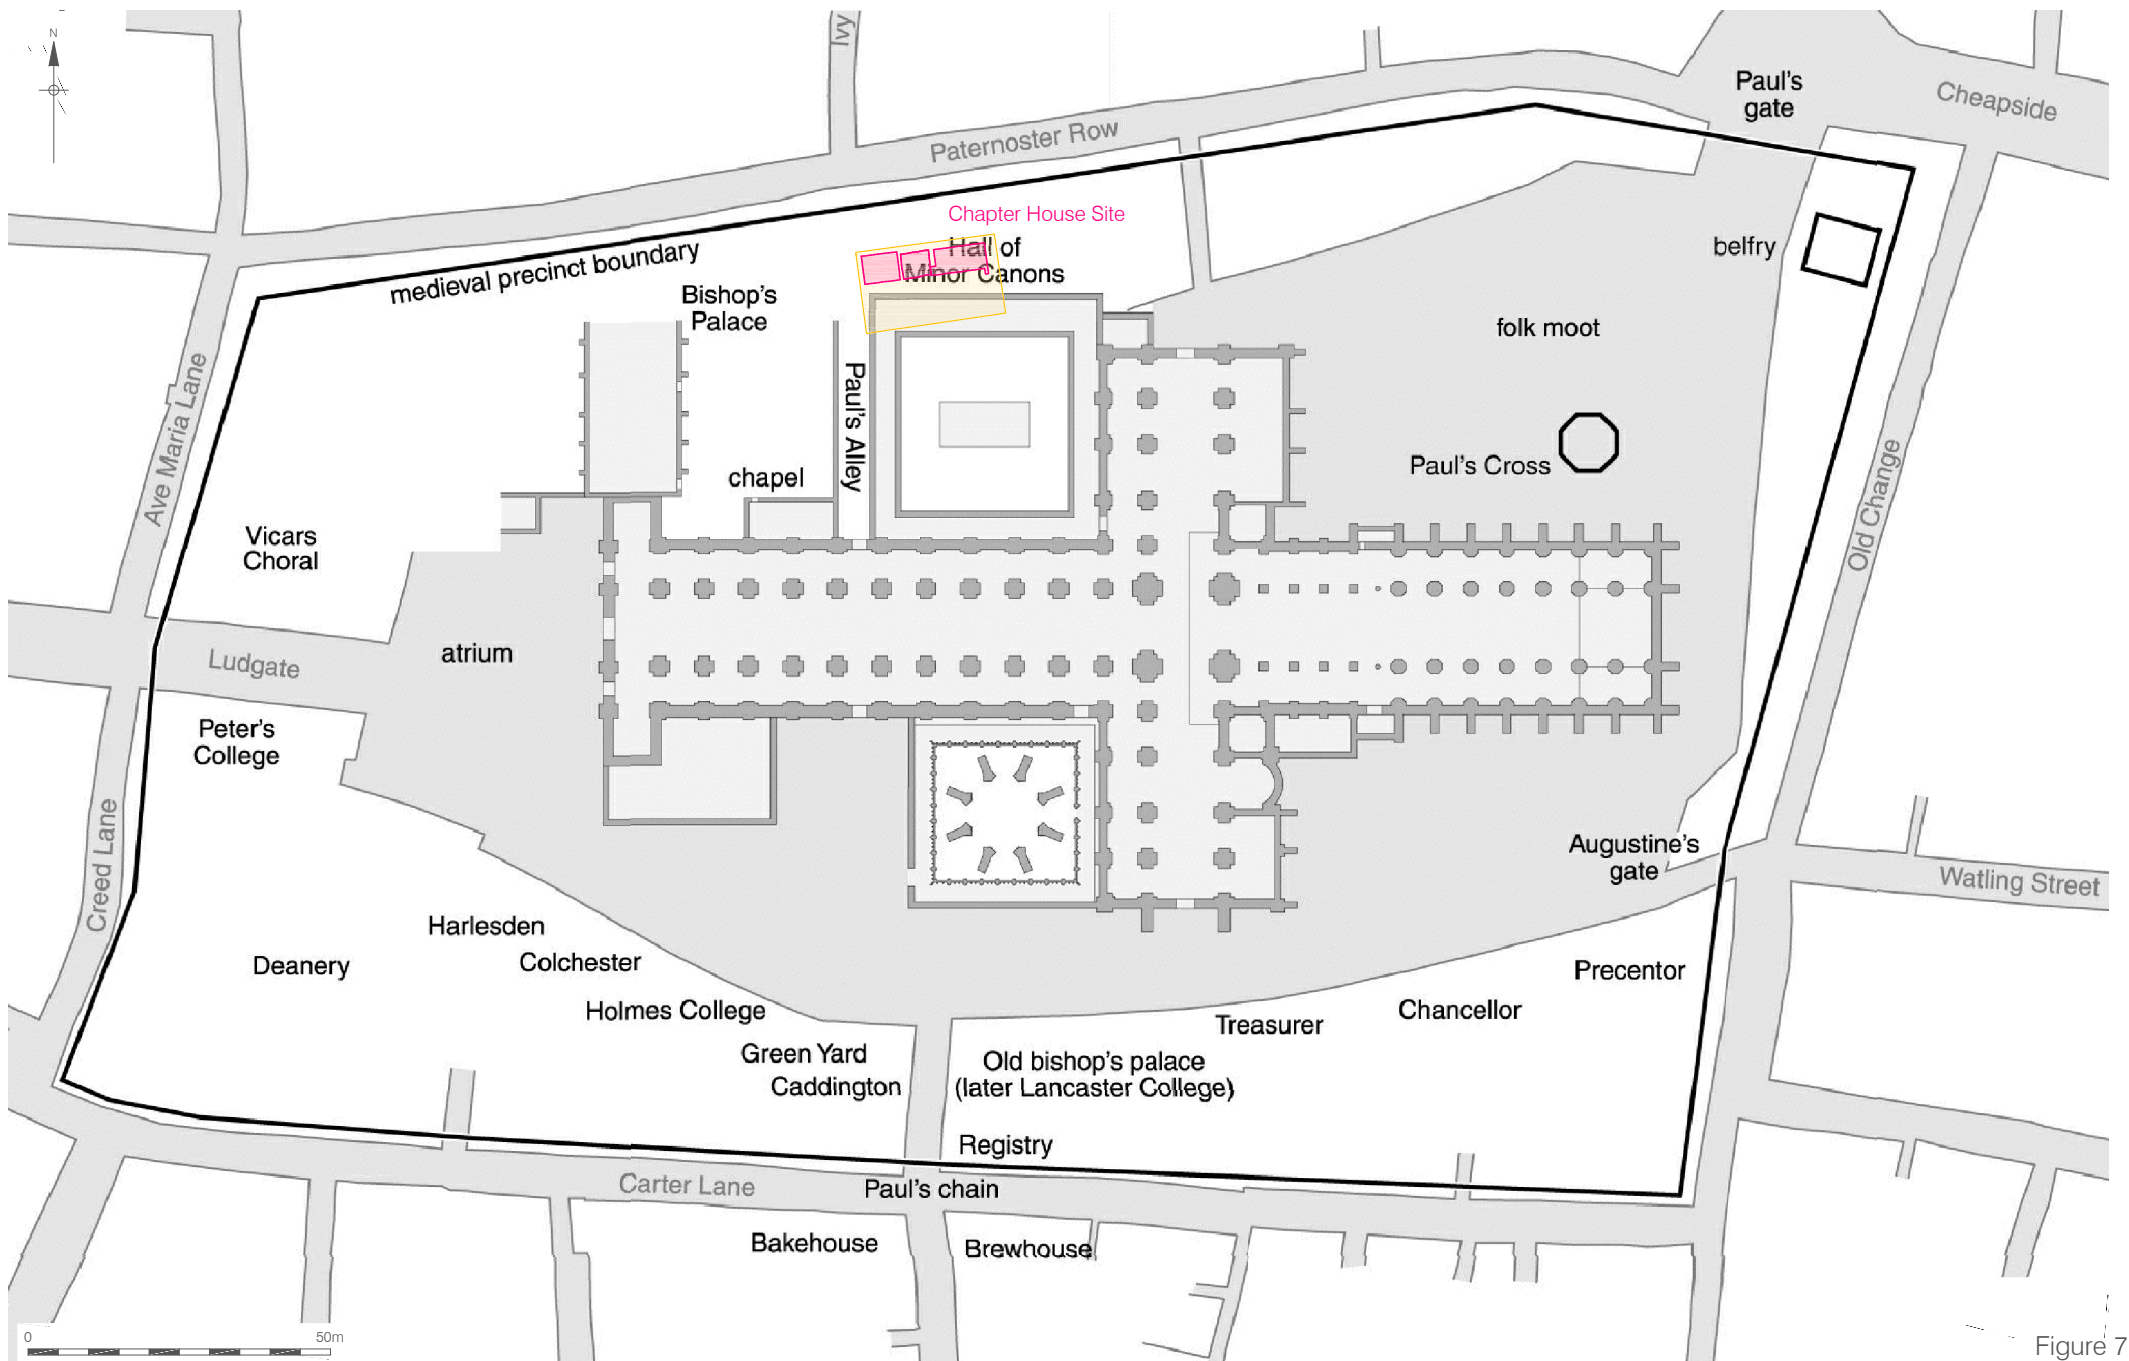 N
Ivy
Paul's
gate
Cheapside
Paternoster Row
Chapter House Site
Hall of
Minor Canons
belfry
medieval precinct boundary
Bishop's
Palace
folk moot
Ave Maria Lane
Paul's Alley
Paul's Cross
chapel
Old Change
Vicars
Choral
Ludgate
atrium
Peter's
College
Creed Lane
Augustine's
gate
Watling Street
Harlesden
Deanery
Colchester
Precentor
Holmes College
Chancellor
Treasurer
Green Yard
Caddington
Old bishop's palace
(later Lancaster College)
Registry
Carter Lane
Paul's chain
Bakehouse
Brewhouse
0 50m
Figure 7